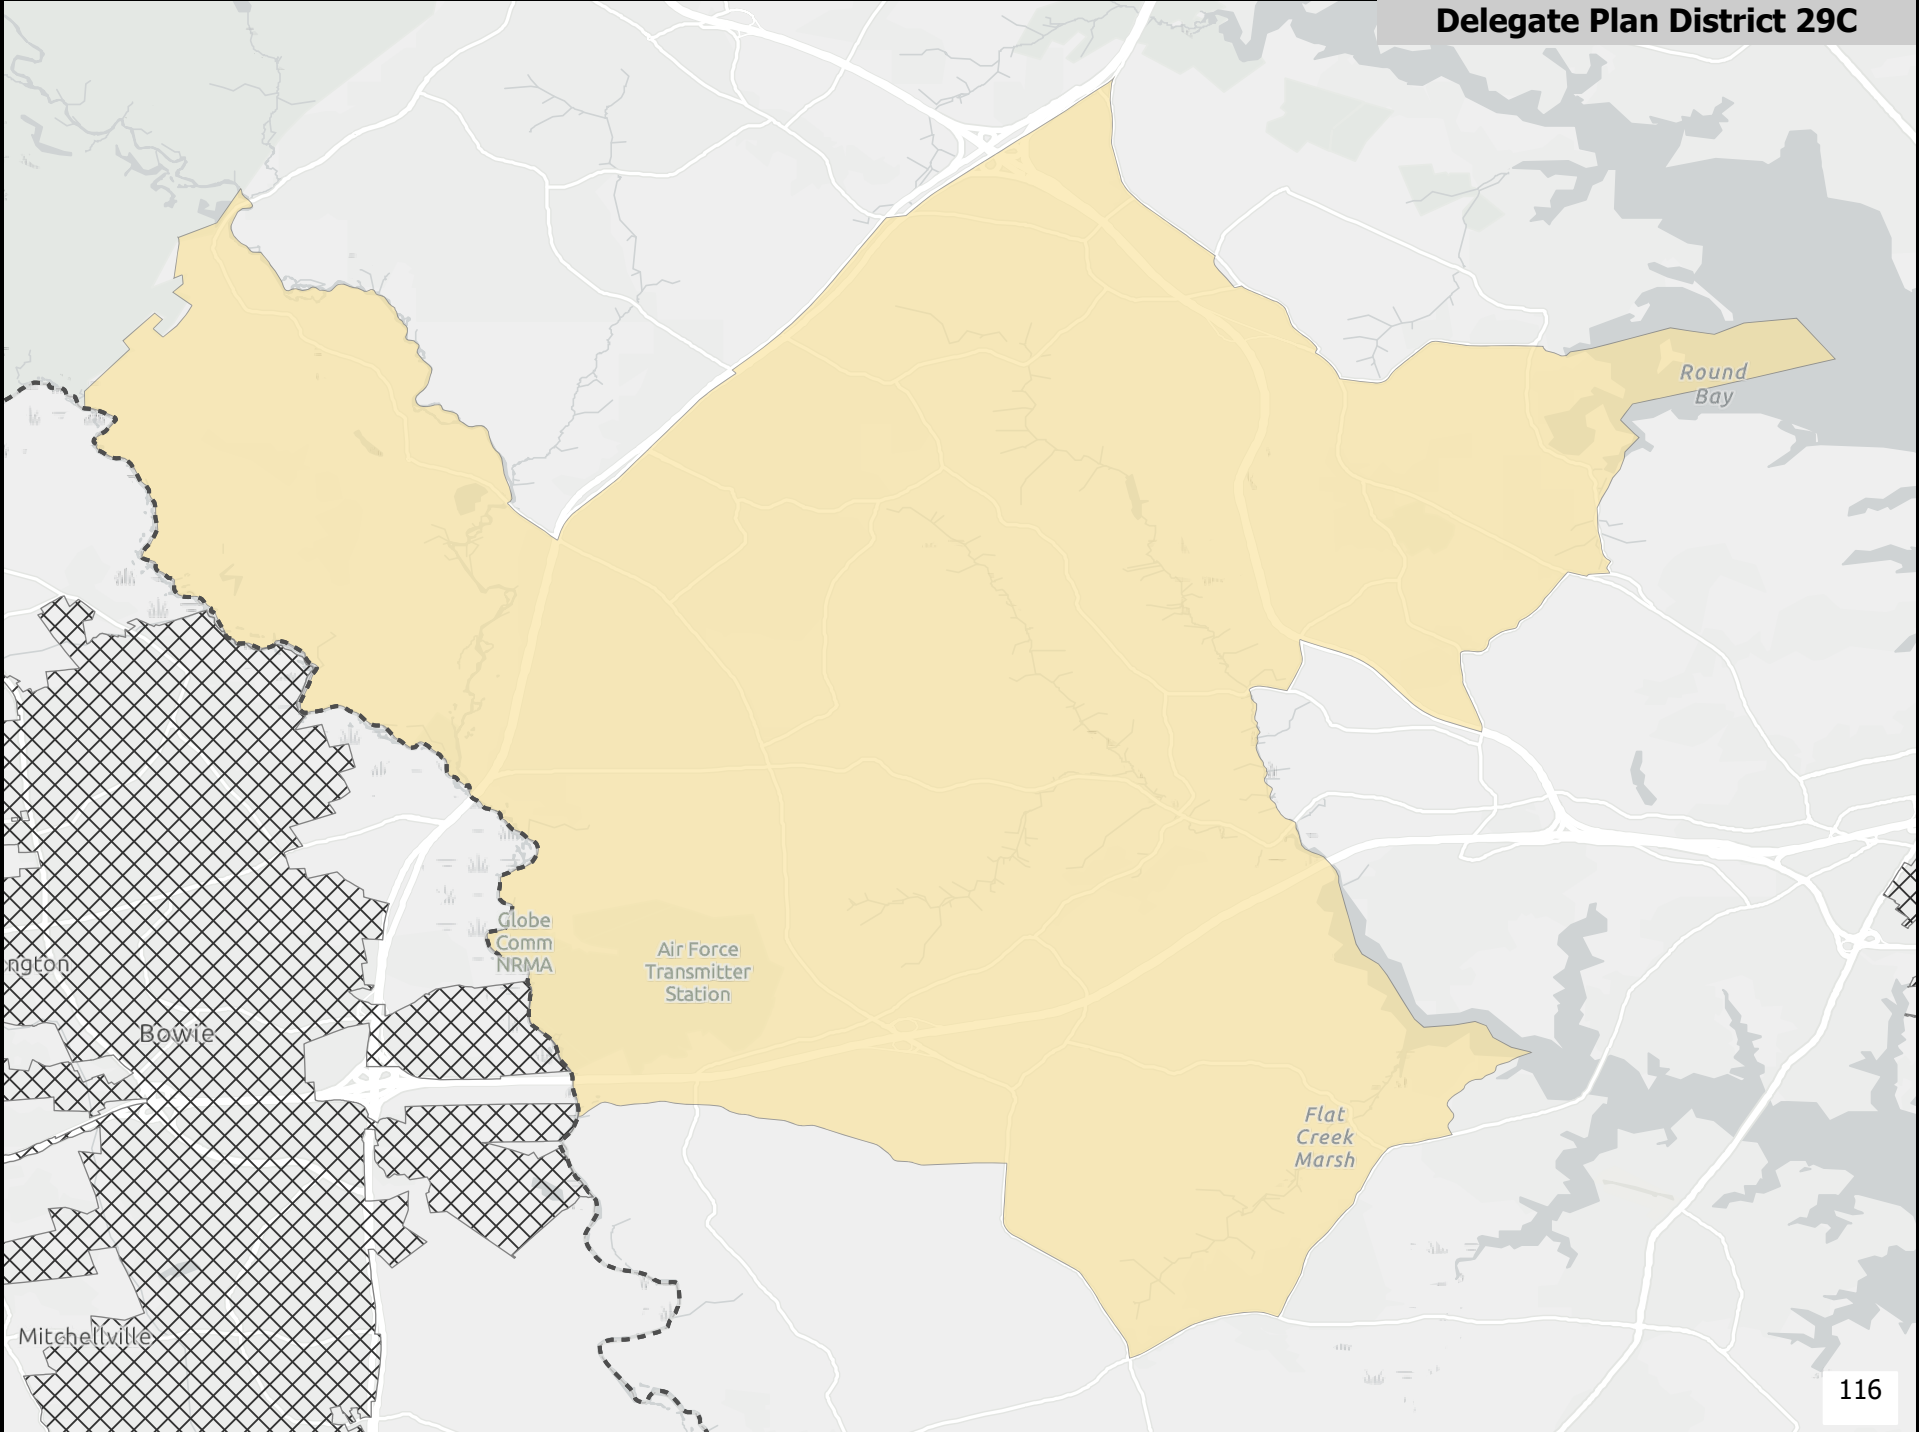 Delegate Plan District 29C
Round
Bay
Globe
Comm
NRMA
Air Force
Transmitter
Station
ngton
Bowie
Flat
Creek
Marsh
Mitchellville
116